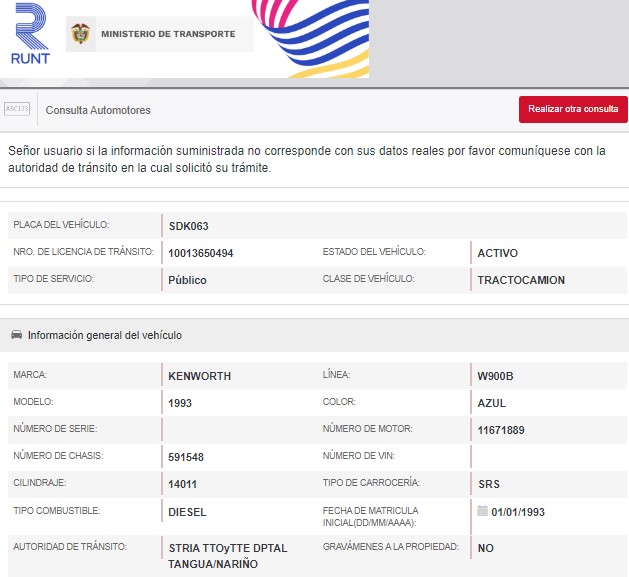 RUNT
MINISTERIO DE TRANSPORTE
Consulta Automotores
Realizar otra consulta
Señor usuario si la información suministrada no corresponde con sus datos reales por favor comuníquese con la
autoridad de tránsito en la cual solicitó su trámite.
PLACA DEL VEHÍCULO: SDK063
NRO. DE LICENCIA DE TRÁNSITO: 10013650494 ESTADO DEL VEHÍCULO: ACTIVO
TIPO DE SERVICIO: Público CLASE DE VEHÍCULO: TRACTOCAMION
Información general del vehículo
MARCA: KENWORTH LÍNEA: W900B
MODELO: 1993 COLOR: AZUL
NÚMERO DE SERIE: NÚMERO DE MOTOR: 11671889
NÚMERO DE CHASIS: 591548 NÚMERO DE VIN:
CILINDRAJE: 14011 TIPO DE CARROCERÍA: SRS
TIPO COMBUSTIBLE: DIESEL FECHA DE MATRICULA
INICIAL(DD/MM/AAAA): 01/01/1993
AUTORIDAD DE TRÁNSITO: STRIA TTOyTTE DPTAL
TANGUA/NARIÑO GRAVÁMENES A LA PROPIEDAD: NO